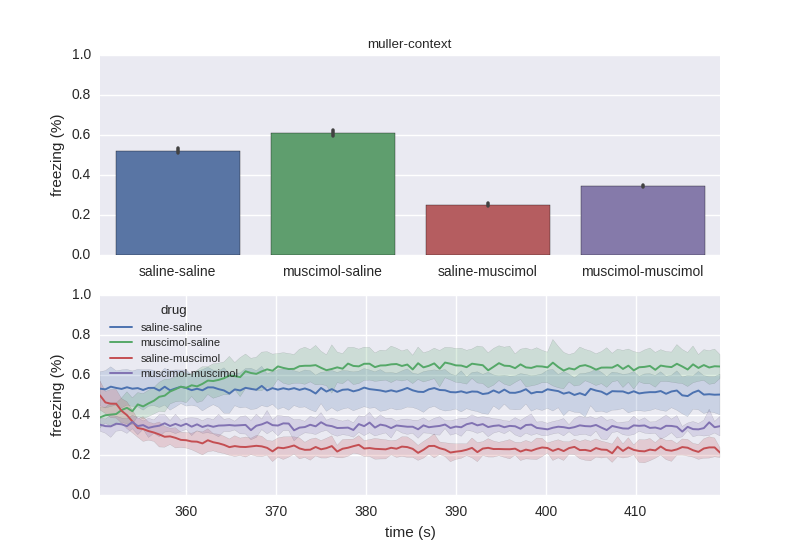 muller-context
freezing (%)
1.0
0.8
0.6
0.4
0.2
0.0
saline-saline muscimol-saline saline-muscimol muscimol-muscimol
freezing (%)
1.0
0.8
0.6
0.4
0.2
0.0
drug
saline-saline
muscimol-saline
saline-muscimol
muscimol-muscimol
360 370 380 390 400 410
time (s)